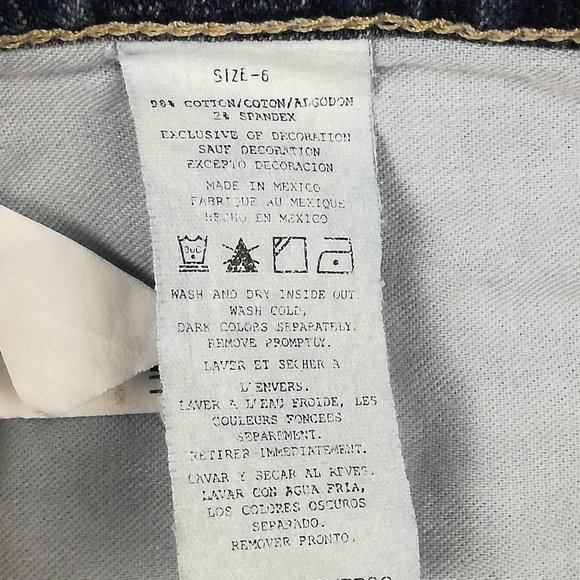 SIZE-6
98% COTTON/COTON/ALGODON
2% SPANDEX
EXCLUSIVE OF DECORATION
SAUF DECORATION
EXCEPTO DECORACION
MADE IN MEXICO
FABRIQUE AU MEXIQUE
HECHO EN MEXICO
30C
WASH AND DRY INSIDE OUT
WASH COLD,
DARK COLORS SEPARATELY.
REMOVE PROMPTLY.
LAVER ET SECHER A
L'ENVERS.
LAVER A L'EAU FROIDE, LES
COULEURS FONCEES
SEPAREMENT.
RETIRER IMMEDIATEMENT.
LAVAR Y SECAR AL REVES.
LAVAR CON AGUA FRIA,
LOS COLORES OSCUROS
SEPARADO.
REMOVER PRONTO.